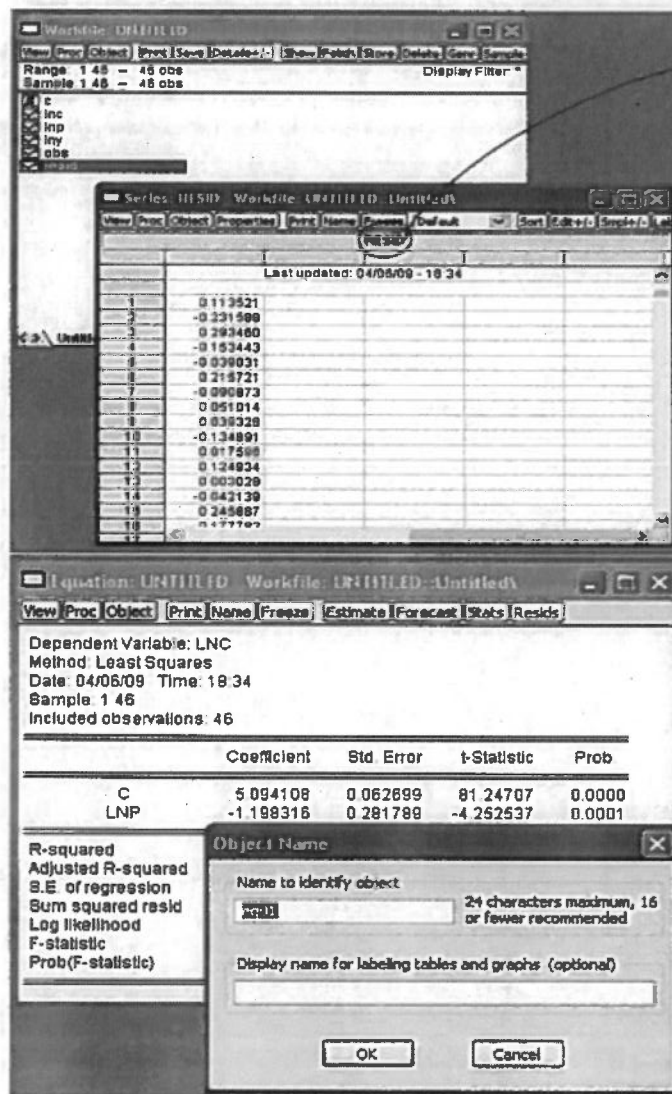 Workfile: UNTITLED
View Proc Object Print Save Details+/- Show Fetch Store Delete Genr Sample
Range: 1 46 – 46 obs Display Filter: *
Sample 1 46 – 46 obs
c
lnc
lnp
lny
obs
resid
Series: RESID Workfile: UNTITLED::Untitled\
View Proc Object Properties Print Name Freeze Default Sort Edit+/- Smpl+/-
RESID
Last updated: 04/06/09 - 18:34
1 0.113521
2
3
4 -0.153443
5 -0.039031
6 0.215721
7 -0.090873
8 0.051014
9 0.039328
10 -0.134891
11
12 0.124934
13 0.003029
14 -0.042139
15
16
17
Equation: UNTITLED Workfile: UNTITLED::Untitled\
View Proc Object Print Name Freeze Estimate Forecast Stats Resids
Dependent Variable: LNC
Method: Least Squares
Date: 04/06/09 Time: 18:34
Sample: 1 46
Included observations: 46
Coefficient Std. Error t-Statistic Prob.
C 5.094108 0.062699 81.24707 0.0000
LNP -1.198316 0.281789 -4.252537 0.0001
R-squared
Adjusted R-squared
S.E. of regression
Sum squared resid
Log likelihood
F-statistic
Prob(F-statistic)
Object Name
Name to identify object
24 characters maximum, 16
or fewer recommended
Display name for labeling tables and graphs (optional)
OK Cancel